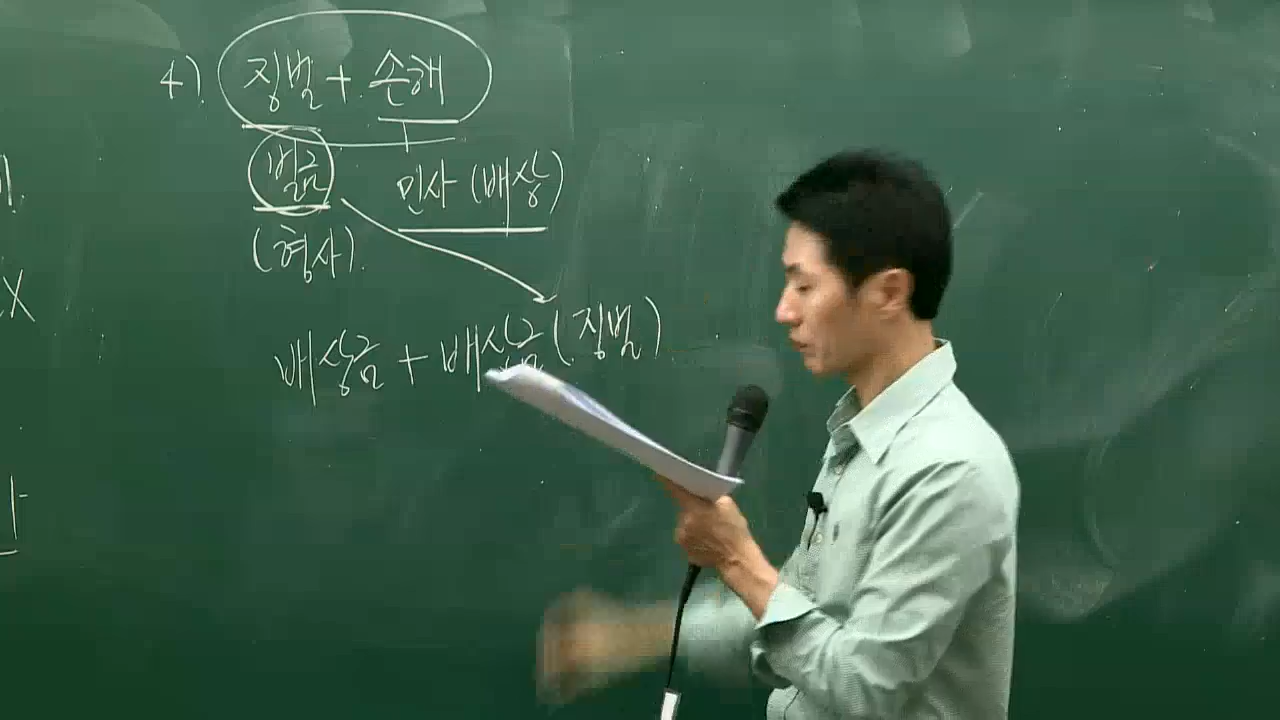 4). 징벌 + 손해
벌금 민사 (배상)
(형사).
배상금 + 배상금 (징벌)
X